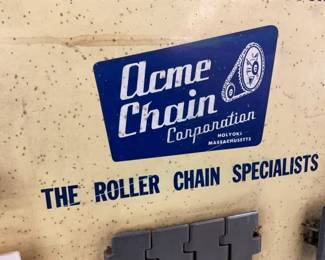 Acme
Chain
Corporation
HOLYOKE
MASSACHUSETTS
THE ROLLER CHAIN SPECIALISTS